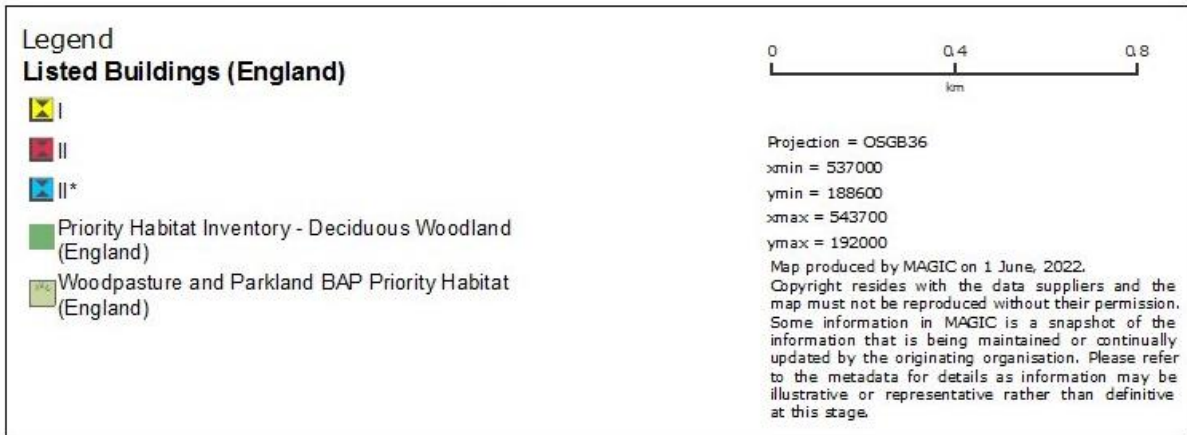 Legend
Listed Buildings (England)
I
II
II*
Priority Habitat Inventory - Deciduous Woodland
(England)
Woodpasture and Parkland BAP Priority Habitat
(England)
0 0.4 0.8
km
Projection = OSGB36
xmin = 537000
ymin = 188600
xmax = 543700
ymax = 192000
Map produced by MAGIC on 1 June, 2022.
Copyright resides with the data suppliers and the
map must not be reproduced without their permission.
Some information in MAGIC is a snapshot of the
information that is being maintained or continually
updated by the originating organisation. Please refer
to the metadata for details as information may be
illustrative or representative rather than definitive
at this stage.